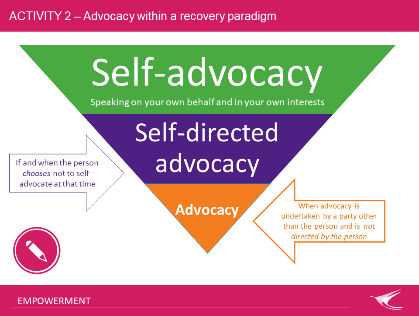 ACTIVITY 2 – Advocacy within a recovery paradigm
Self-advocacy
Speaking on your own behalf and in your own interests
Self-directed
advocacy
If and when the person
chooses not to self
advocate at that time
Advocacy
When advocacy is
undertaken by a party other
than the person and is not
directed by the person
EMPOWERMENT